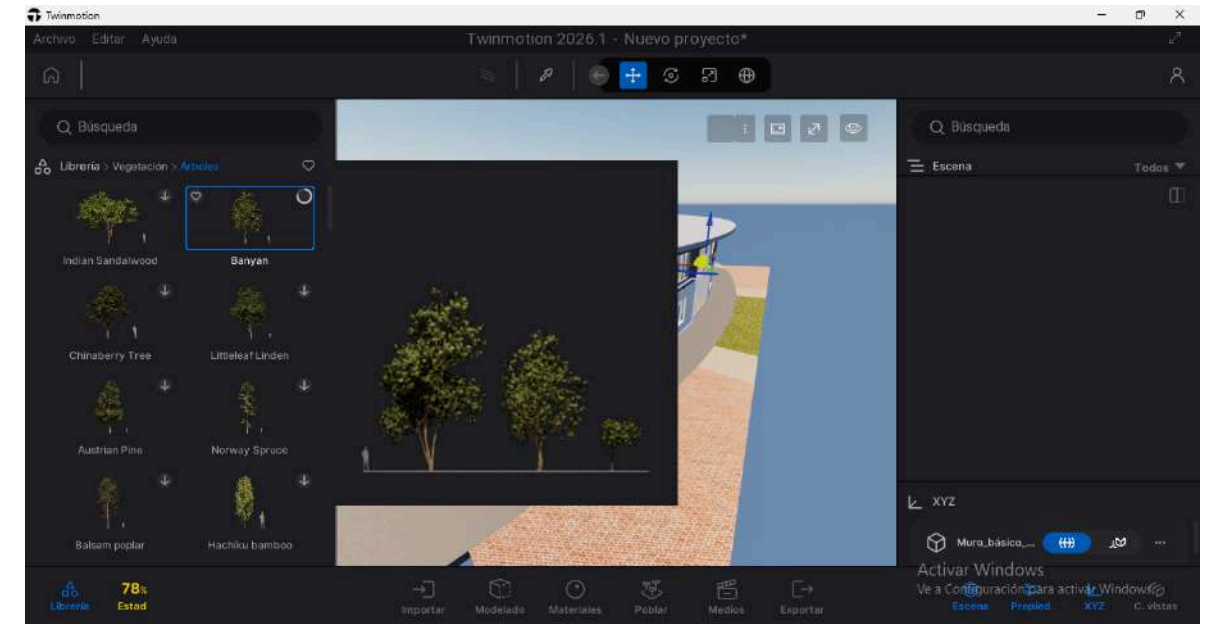 Twinmotion
Archivo Editar Ayuda
Twinmotion 2026.1 - Nuevo proyecto*
Búsqueda
Librería > Vegetación > Árboles
Indian Sandalwood
Banyan
Chinaberry Tree
Littleleaf Linden
Austrian Pine
Norway Spruce
Balsam poplar
Hachiku bamboo
Búsqueda
Escena
Todos
XYZ
Muro_básico_...
Activar Windows
Ve a Configuración para activar Windows.
Librería
78%
Estad
Importar
Modelado
Materiales
Poblar
Medios
Exportar
Escena
Propied
XYZ
C. vistas